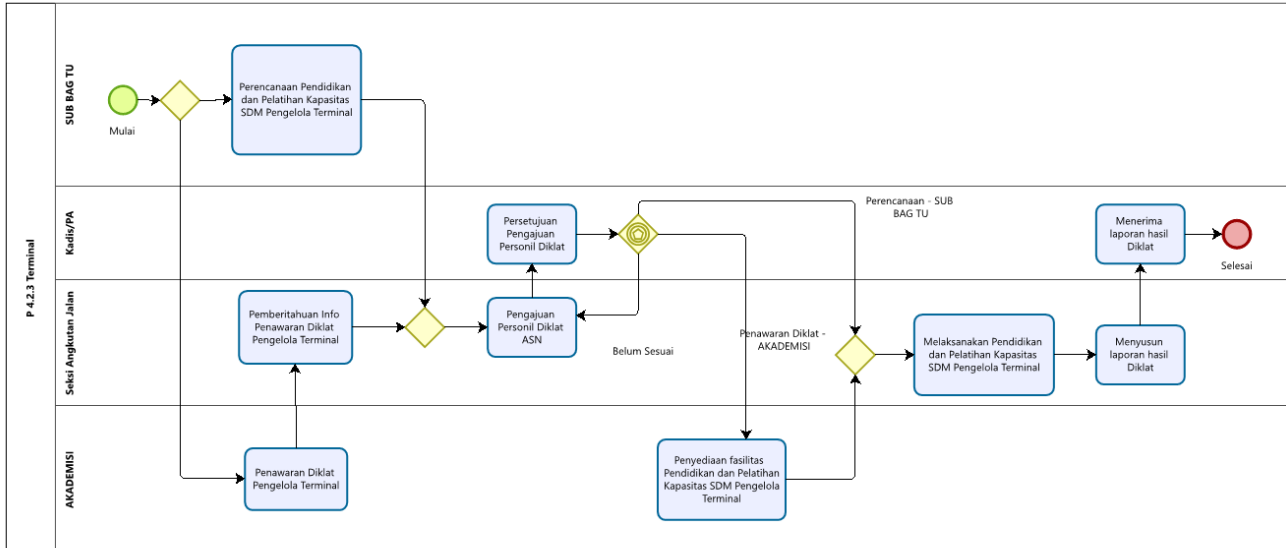 P 4.2.3 Terminal
SUB BAG TU
Mulai
Perencanaan Pendidikan
dan Pelatihan Kapasitas
SDM Pengelola Terminal
Kadis/PA
Persetujuan
Pengajuan
Personil Diklat
Perencanaan - SUB
BAG TU
Menerima
laporan hasil
Diklat
Selesai
Seksi Angkutan Jalan
Pemberitahuan Info
Penawaran Diklat
Pengelola Terminal
Pengajuan
Personil Diklat
ASN
Belum Sesuai
Penawaran Diklat -
AKADEMISI
Melaksanakan Pendidikan
dan Pelatihan Kapasitas
SDM Pengelola Terminal
Menyusun
laporan hasil
Diklat
AKADEMISI
Penawaran Diklat
Pengelola Terminal
Penyediaan fasilitas
Pendidikan dan Pelatihan
Kapasitas SDM Pengelola
Terminal